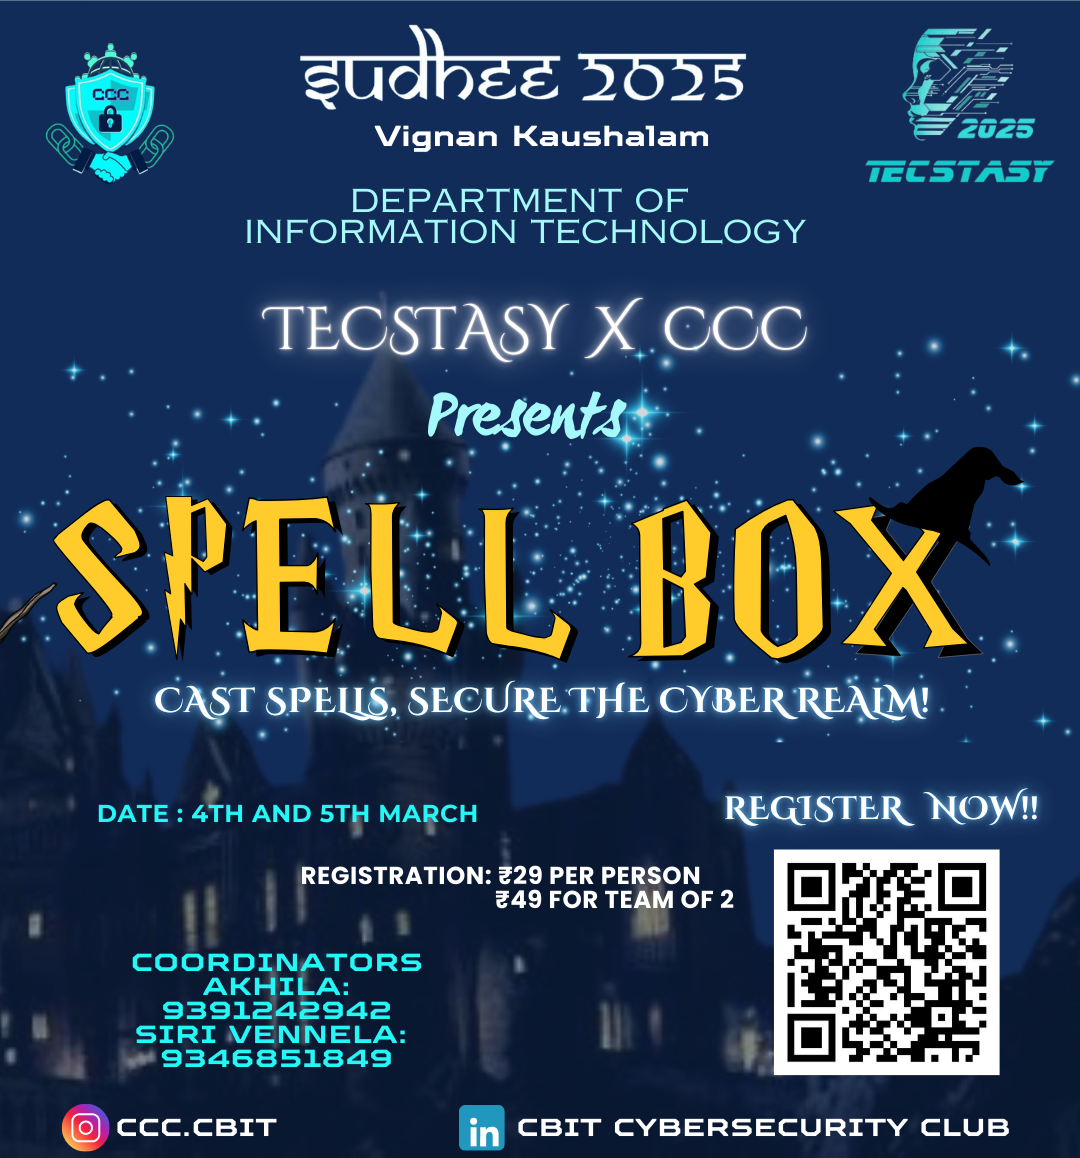 CCC
sudhee 2025
Vignan Kaushalam
2025
TECSTASY
DEPARTMENT OF
INFORMATION TECHNOLOGY
TECSTASY X CCC
Presents
SPELL BOX
CAST SPELLS, SECURE THE CYBER REALM!
DATE : 4TH AND 5TH MARCH
REGISTER NOW!!
REGISTRATION: ₹29 PER PERSON
₹49 FOR TEAM OF 2
COORDINATORS
AKHILA:
9391242942
SIRI VENNELA:
9346851849
CCC.CBIT
in CBIT CYBERSECURITY CLUB